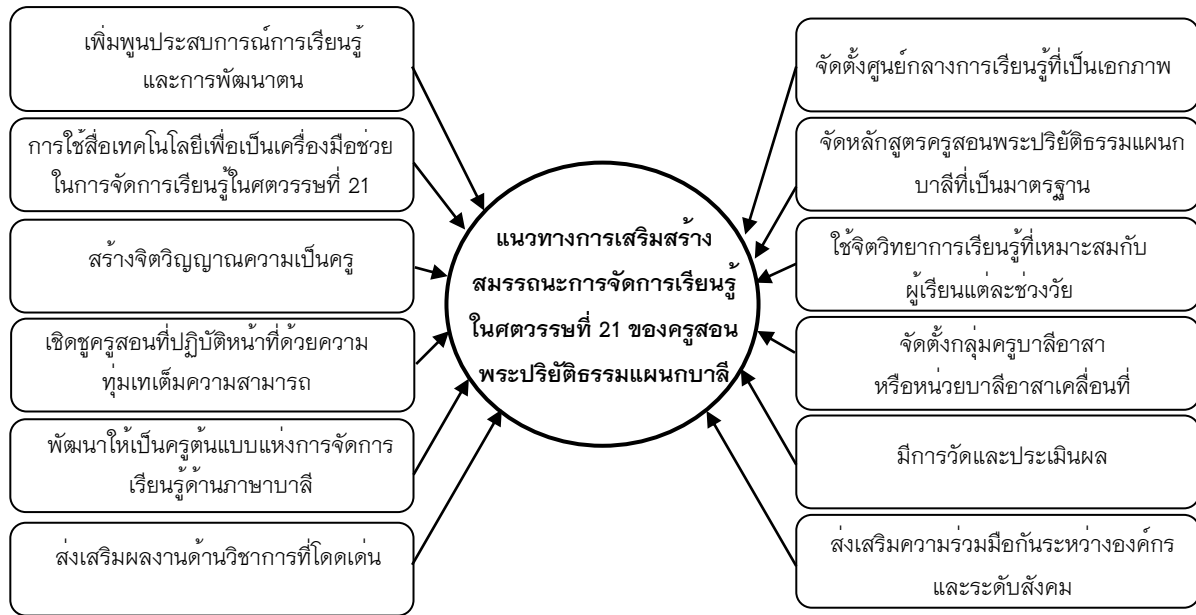 เพิ่มพูนประสบการณ์การเรียนรู้
และการพัฒนาตน
การใช้สื่อเทคโนโลยีเพื่อเป็นเครื่องมือช่วย
ในการจัดการเรียนรู้ในศตวรรษที่ 21
สร้างจิตวิญญาณความเป็นครู
เชิดชูครูสอนที่ปฏิบัติหน้าที่ด้วยความ
ทุ่มเทเต็มความสามารถ
พัฒนาให้เป็นครูต้นแบบแห่งการจัดการ
เรียนรู้ด้านภาษาบาลี
ส่งเสริมผลงานด้านวิชาการที่โดดเด่น
แนวทางการเสริมสร้าง
สมรรถนะการจัดการเรียนรู้
ในศตวรรษที่ 21 ของครูสอน
พระปริยัติธรรมแผนกบาลี
จัดตั้งศูนย์กลางการเรียนรู้ที่เป็นเอกภาพ
จัดหลักสูตรครูสอนพระปริยัติธรรมแผนก
บาลีที่เป็นมาตรฐาน
ใช้จิตวิทยาการเรียนรู้ที่เหมาะสมกับ
ผู้เรียนแต่ละช่วงวัย
จัดตั้งกลุ่มครูบาลีอาสา
หรือหน่วยบาลีอาสาเคลื่อนที่
มีการวัดและประเมินผล
ส่งเสริมความร่วมมือกันระหว่างองค์กร
และระดับสังคม